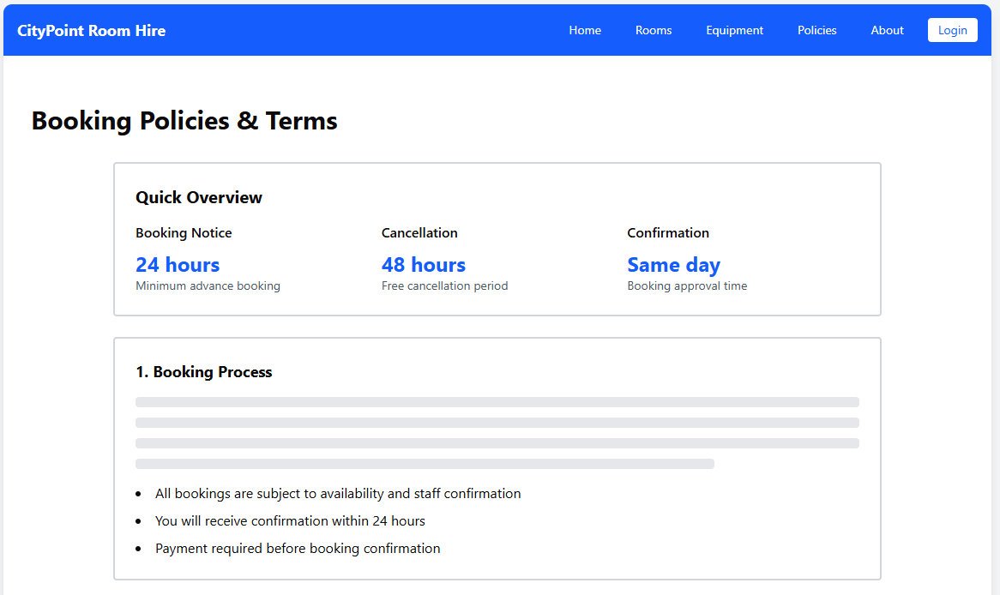 CityPoint Room Hire
Home Rooms Equipment Policies About Login
Booking Policies & Terms
Quick Overview
Booking Notice
24 hours
Minimum advance booking
Cancellation
48 hours
Free cancellation period
Confirmation
Same day
Booking approval time
1. Booking Process
All bookings are subject to availability and staff confirmation
You will receive confirmation within 24 hours
Payment required before booking confirmation